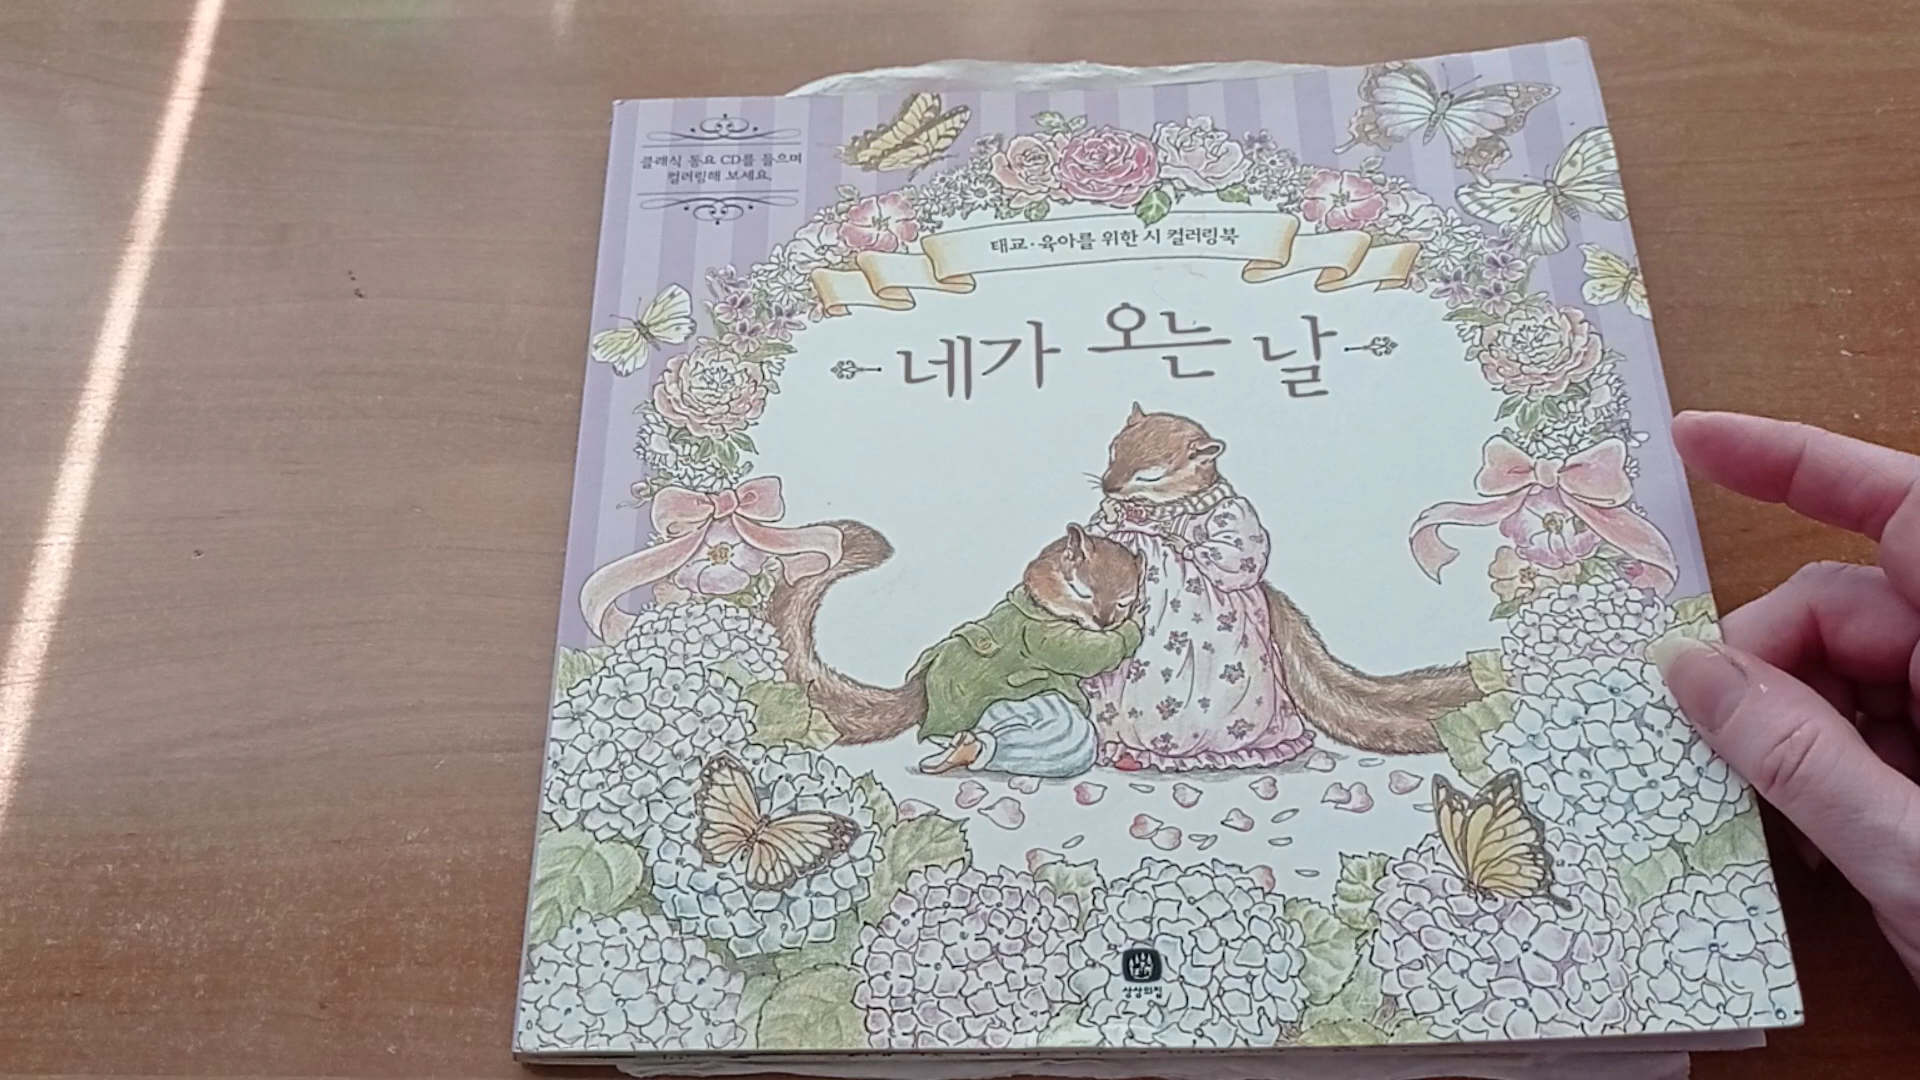 클래식 동요 CD를 들으며
컬러링해 보세요.
태교·육아를 위한 시 컬러링북
네가 오는 날
상상의집